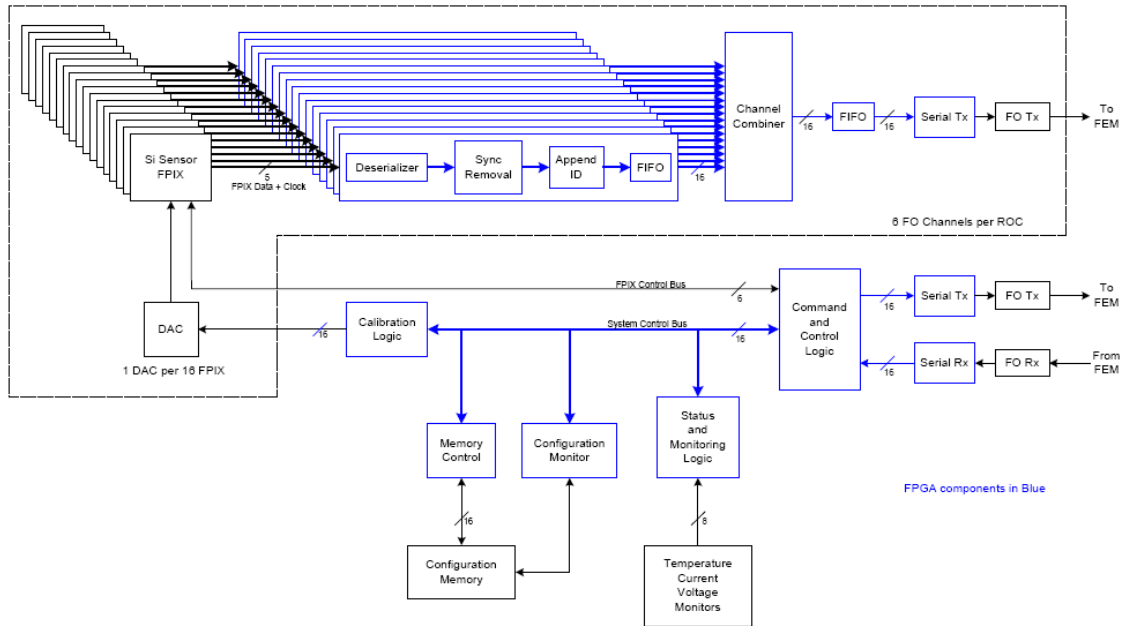 Si Sensor
FPIX
5
FPIX Data + Clock
Deserializer
Sync
Removal
Append
ID
FIFO
16
Channel
Combiner
16
FIFO
16
Serial Tx
FO Tx
To
FEM
6 FO Channels per ROC
FPIX Control Bus
6
DAC
1 DAC per 16 FPIX
16
Calibration
Logic
System Control Bus
16
Command
and
Control
Logic
16
Serial Tx
FO Tx
To
FEM
16
Serial Rx
FO Rx
From
FEM
Memory
Control
Configuration
Monitor
Status
and
Monitoring
Logic
FPGA components in Blue
16
8
Configuration
Memory
Temperature
Current
Voltage
Monitors